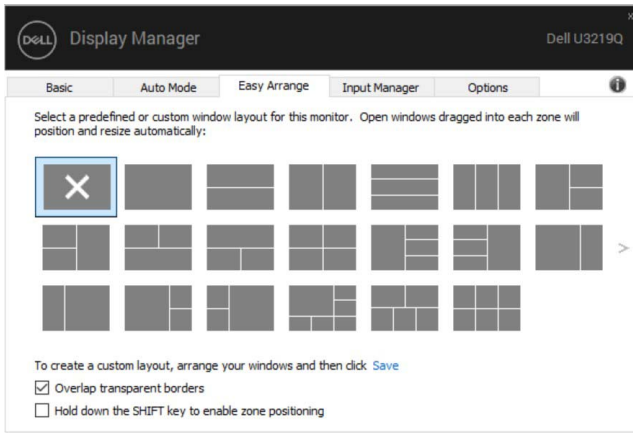 DELL Display Manager
Dell U3219Q
Basic Auto Mode Easy Arrange Input Manager Options
Select a predefined or custom window layout for this monitor. Open windows dragged into each zone will
position and resize automatically:
To create a custom layout, arrange your windows and then click Save
Overlap transparent borders
Hold down the SHIFT key to enable zone positioning